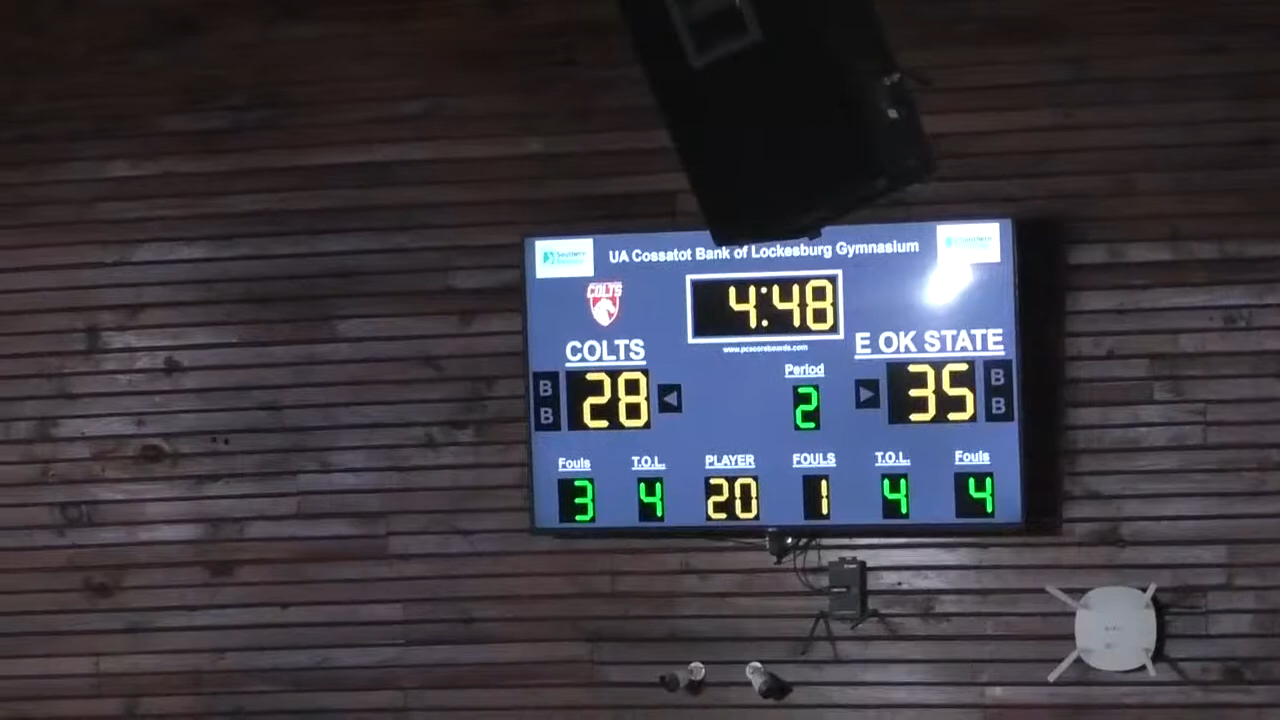 UA Cossatot Bank of Lockesburg Gymnasium
Southern
COLTS
4:48
www.pcscoreboards.com
COLTS
E OK STATE
Period
B
B
28
2
35
B
B
Fouls
T.O.L.
PLAYER
FOULS
T.O.L.
Fouls
3
4
20
1
4
4